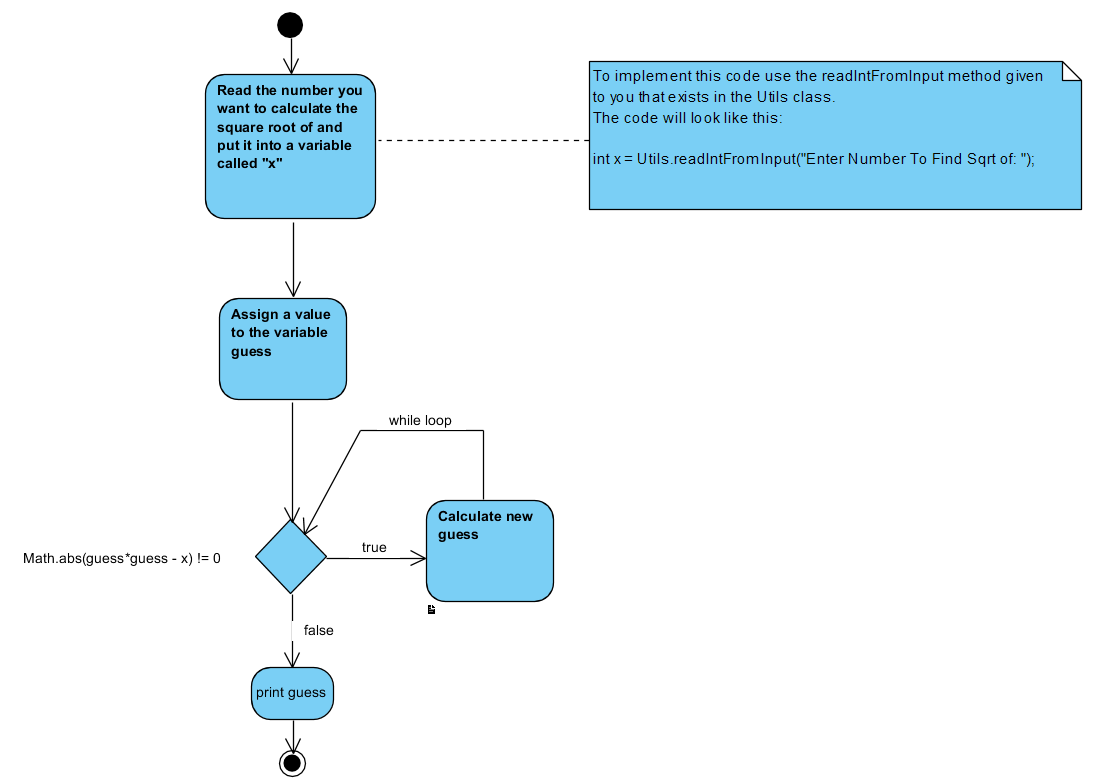 Read the number you
want to calculate the
square root of and
put it into a variable
called "x"
To implement this code use the readIntFromInput method given
to you that exists in the Utils class.
The code will look like this:
int x = Utils.readIntFromInput("Enter Number To Find Sqrt of: ");
Assign a value
to the variable
guess
while loop
Calculate new
guess
true
Math.abs(guess*guess - x) != 0
false
print guess